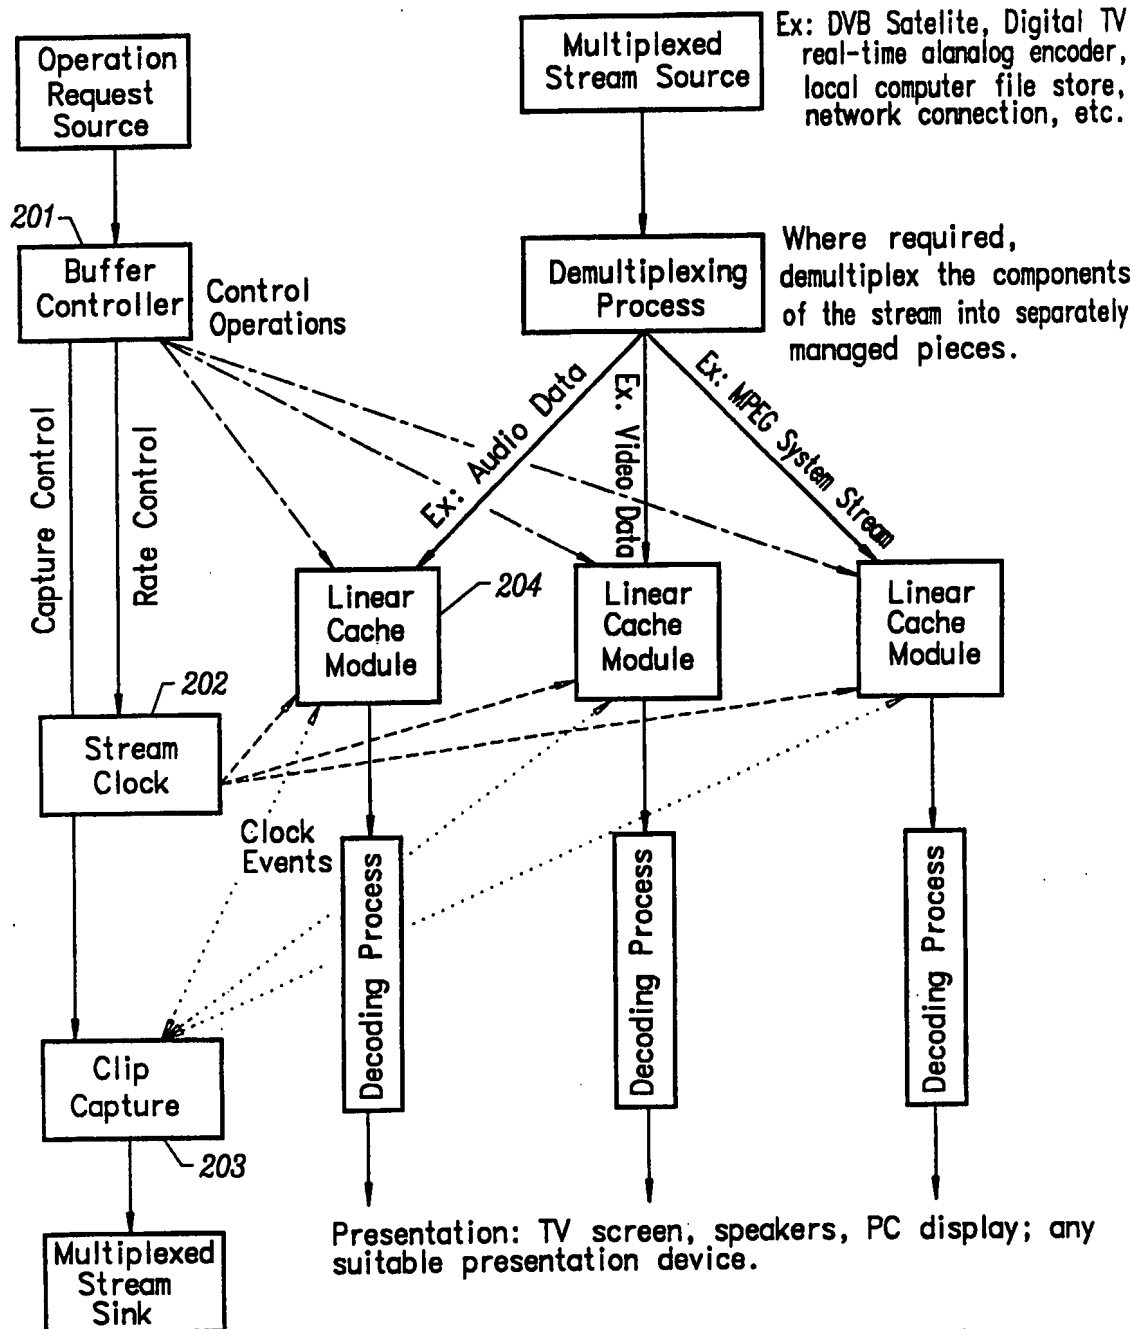 Operation
Request
Source
Multiplexed
Stream Source
Ex: DVB Satelite, Digital TV
real-time alanalog encoder,
local computer file store,
network connection, etc.
201
Buffer
Controller
Control
Operations
Demultiplexing
Process
Where required,
demultiplex the components
of the stream into separately
managed pieces.
Capture Control
Rate Control
Ex: Audio Data
Ex. Video Data
Ex: MPEG System Stream
Linear
Cache
Module
204
Linear
Cache
Module
Linear
Cache
Module
202
Stream
Clock
Clock
Events
Decoding Process
Decoding Process
Decoding Process
Clip
Capture
203
Multiplexed
Stream
Sink
Presentation: TV screen, speakers, PC display; any
suitable presentation device.